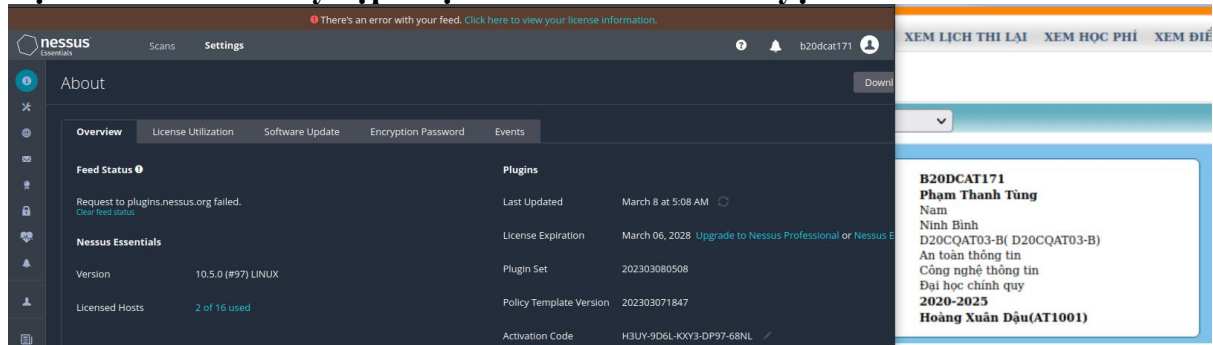 There's an error with your feed. Click here to view your license information.
nessus
Essentials
Scans Settings
b20dcat171
About
Downl
Overview License Utilization Software Update Encryption Password Events
Feed Status
Request to plugins.nessus.org failed.
Clear feed status
Nessus Essentials
Version 10.5.0 (#97) LINUX
Licensed Hosts 2 of 16 used
Plugins
Last Updated March 8 at 5:08 AM
License Expiration March 06, 2028 Upgrade to Nessus Professional or Nessus E
Plugin Set 202303080508
Policy Template Version 202303071847
Activation Code H3UY-9D6L-KXY3-DP97-68NL
XEM LỊCH THI LẠI XEM HỌC PHÍ XEM ĐIỂ
B20DCAT171
Phạm Thanh Tùng
Nam
Ninh Bình
D20CQAT03-B( D20CQAT03-B)
An toàn thông tin
Công nghệ thông tin
Đại học chính quy
2020-2025
Hoàng Xuân Dậu(AT1001)